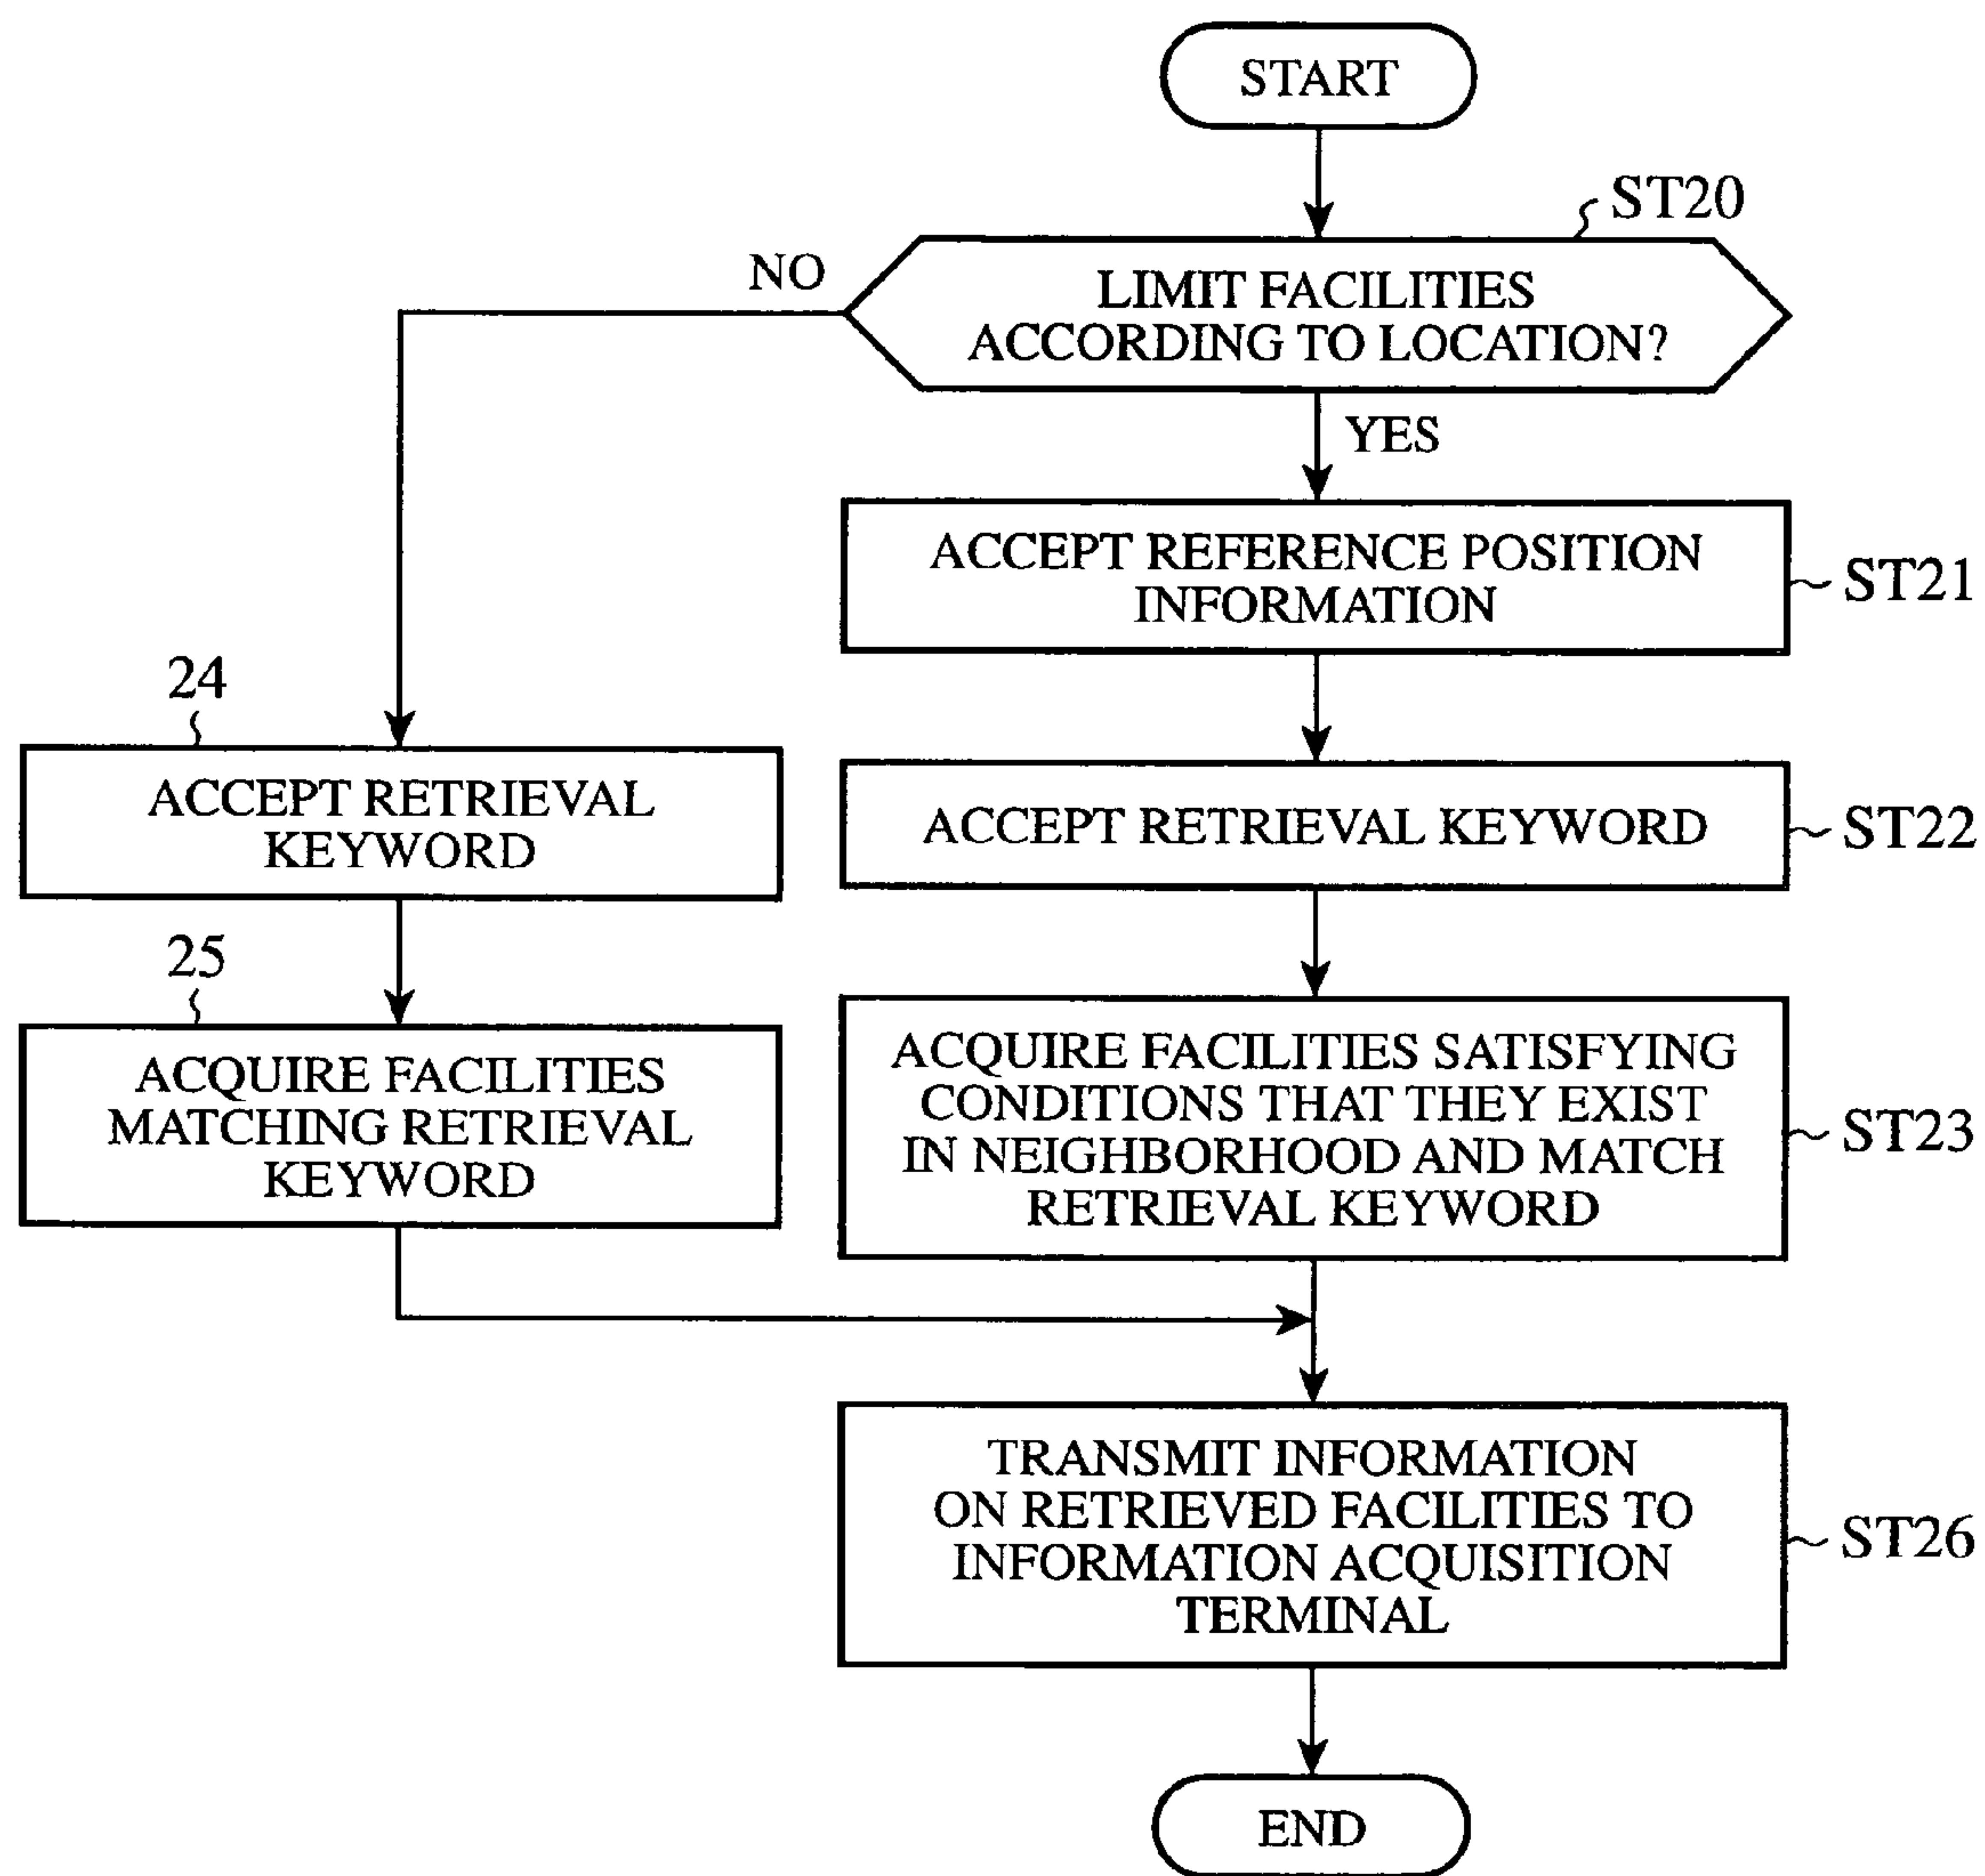 START
ST20
NO
LIMIT FACILITIES
ACCORDING TO LOCATION?
YES
ACCEPT REFERENCE POSITION
INFORMATION
ST21
24
ACCEPT RETRIEVAL
KEYWORD
ACCEPT RETRIEVAL KEYWORD
ST22
25
ACQUIRE FACILITIES
MATCHING RETRIEVAL
KEYWORD
ACQUIRE FACILITIES SATISFYING
CONDITIONS THAT THEY EXIST
IN NEIGHBORHOOD AND MATCH
RETRIEVAL KEYWORD
ST23
TRANSMIT INFORMATION
ON RETRIEVED FACILITIES TO
INFORMATION ACQUISITION
TERMINAL
ST26
END